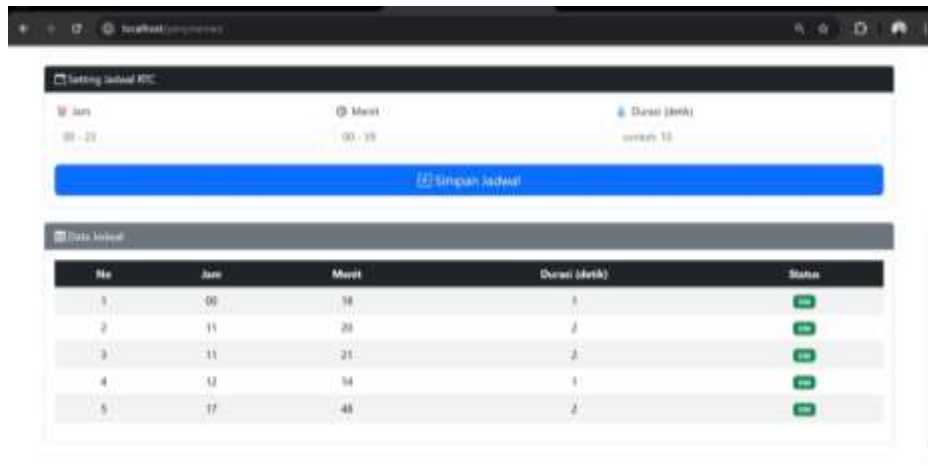 localhost
Setting Jadwal RTC
Jam Menit Durasi (detik)
00 - 23 00 - 59 contoh: 10
Simpan Jadwal
Data Jadwal
No Jam Menit Durasi (detik) Status
1 00 1
2 11 20 2
3 11 21 2
4 12 14 1
5 17 48 2